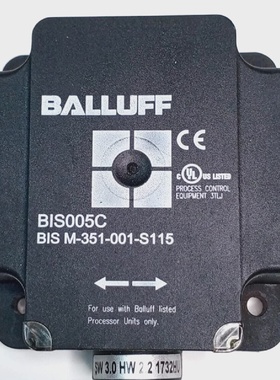 BALLUFF
CE
c UL US LISTED
PROCESS CONTROL
EQUIPMENT 3TLJ
BIS005C
BIS M-351-001-S115
For use with Balluff listed
Processor Units only.
SW 3.0 HW 2 2 1732